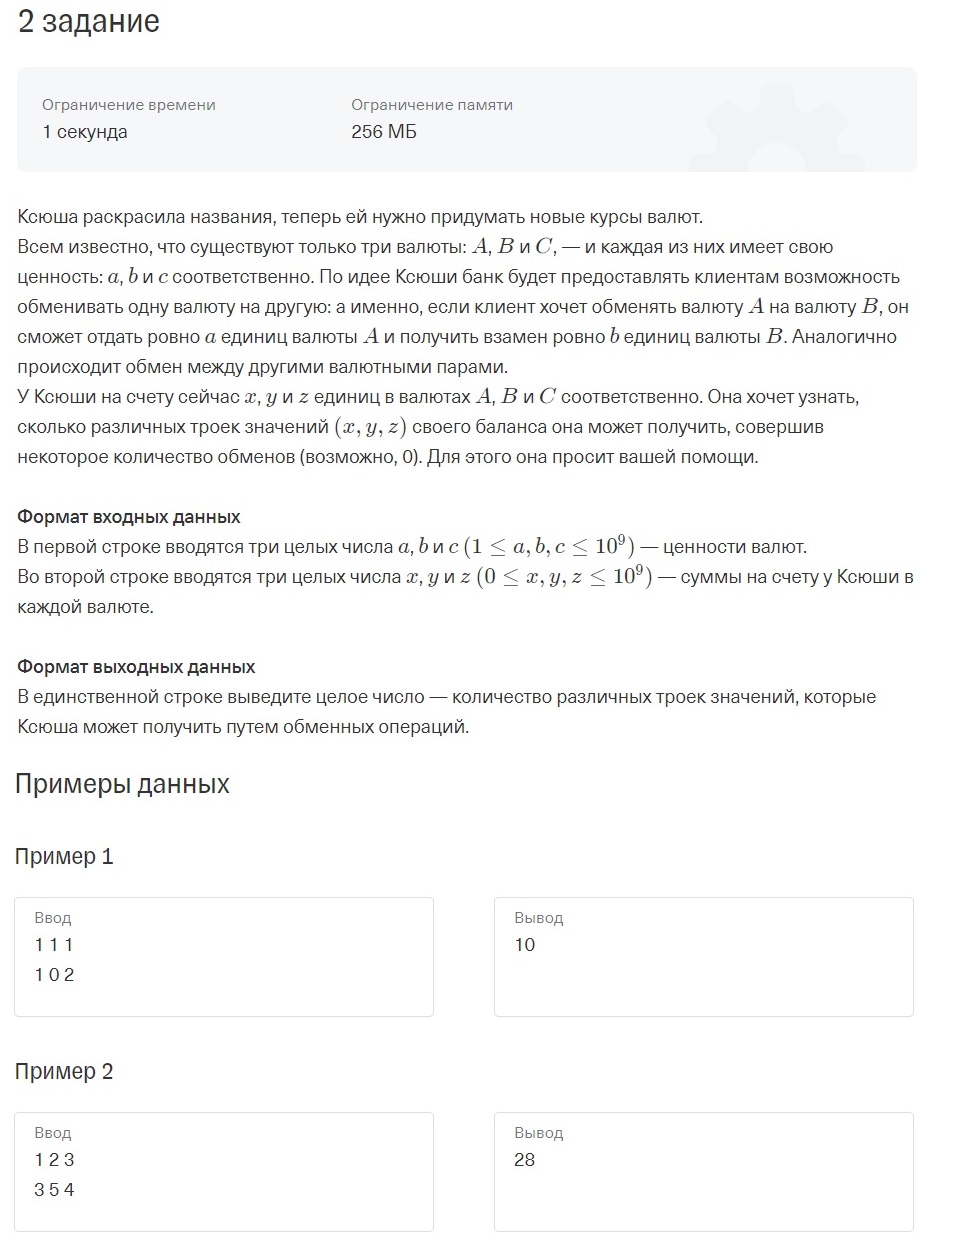 2 задание
Ограничение времени
1 секунда
Ограничение памяти
256 МБ
Ксюша раскрасила названия, теперь ей нужно придумать новые курсы валют.
Всем известно, что существуют только три валюты: A, B и C, — и каждая из них имеет свою
ценность: a, b и c соответственно. По идее Ксюши банк будет предоставлять клиентам возможность
обменивать одну валюту на другую: а именно, если клиент хочет обменять валюту A на валюту B, он
сможет отдать ровно a единиц валюты A и получить взамен ровно b единиц валюты B. Аналогично
происходит обмен между другими валютными парами.
У Ксюши на счету сейчас x, y и z единиц в валютах A, B и C соответственно. Она хочет узнать,
сколько различных троек значений (x, y, z) своего баланса она может получить, совершив
некоторое количество обменов (возможно, 0). Для этого она просит вашей помощи.
Формат входных данных
В первой строке вводятся три целых числа a, b и c (1 ≤ a, b, c ≤ 10⁹) — ценности валют.
Во второй строке вводятся три целых числа x, y и z (0 ≤ x, y, z ≤ 10⁹) — суммы на счету у Ксюши в
каждой валюте.
Формат выходных данных
В единственной строке выведите целое число — количество различных троек значений, которые
Ксюша может получить путем обменных операций.
Примеры данных
Пример 1
Ввод
1 1 1
1 0 2
Вывод
10
Пример 2
Ввод
1 2 3
3 5 4
Вывод
28